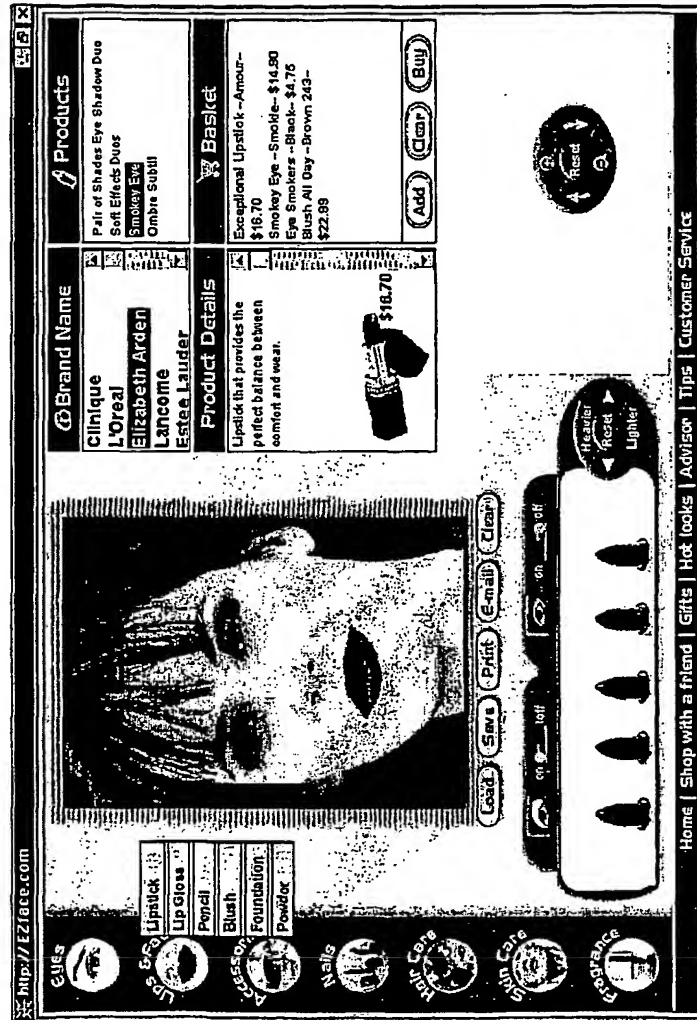 http://EZface.com
Eyes
Lips & Fa
Accessor
Nails
Hair Care
Skin Care
Fragrance
Lipstick
Lip Gloss
Pencil
Blush
Foundation
Powder
Load
Save
Print
E-mail
Clear
on
off
on
off
Heavier
Reset
Lighter
Brand Name
Clinique
L'Oreal
Elizabeth Arden
Lancome
Estee Lauder
Products
Pair of Shades Eye Shadow Duo
Soft Effects Duos
Smokey Eye
Ombre Subtil
Product Details
Lipstick that provides the
perfect balance between
comfort and wear.
$16.70
Basket
Exceptional Lipstick --Amour--
$16.70
Smokey Eye --Smokie-- $14.90
Eye Smokers --Black-- $4.75
Blush All Day --Brown 243--
$22.99
Add
Clear
Buy
Reset
Home | Shop with a friend | Gifts | Hot looks | Advisor | Tips | Customer Service